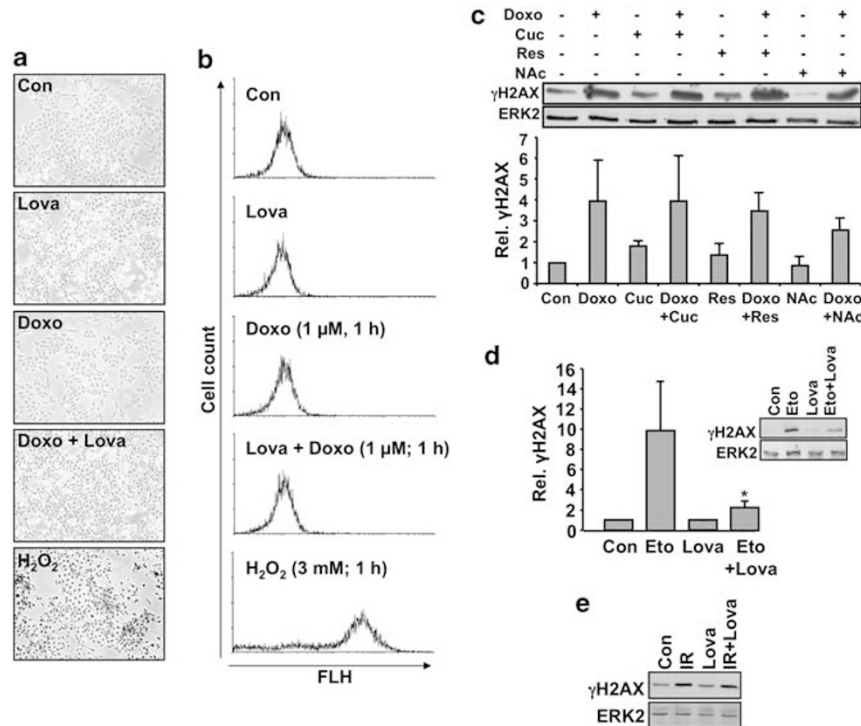 a
Con
Lova
Doxo
Doxo + Lova
H₂O₂
b
Cell count
Con
Lova
Doxo (1 µM, 1 h)
Lova + Doxo (1 µM; 1 h)
H₂O₂ (3 mM; 1 h)
FLH
c
Doxo - + - + - + - +
Cuc - - + + - - - -
Res - - - - + + - -
NAc - - - - - - + +
γH2AX
ERK2
Rel. γH2AX
7
6
5
4
3
2
1
0
Con Doxo Cuc Doxo +Cuc Res Doxo +Res NAc Doxo +NAc
d
Rel. γH2AX
16
14
12
10
8
6
4
2
0
*
Con Eto Lova Eto +Lova
Con Eto Lova Eto+Lova
γH2AX
ERK2
e
Con IR Lova IR+Lova
γH2AX
ERK2